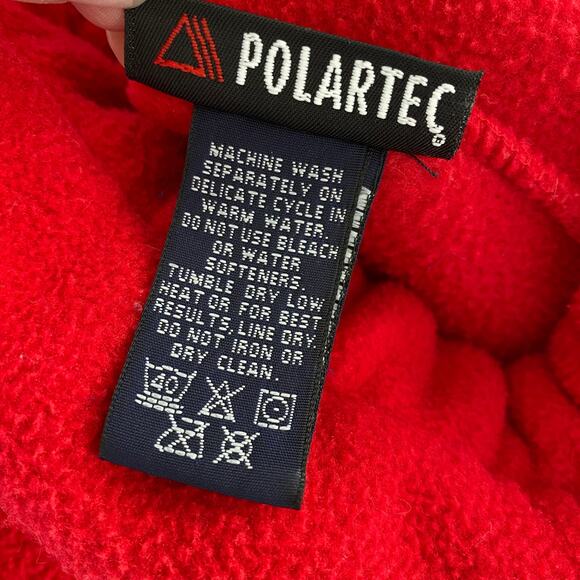 POLARTEC®
MACHINE WASH
SEPARATELY ON
DELICATE CYCLE IN
WARM WATER.
DO NOT USE BLEACH
OR WATER
SOFTENERS.
TUMBLE DRY LOW
HEAT OR FOR BEST
RESULTS, LINE DRY.
DO NOT IRON OR
DRY CLEAN.
40